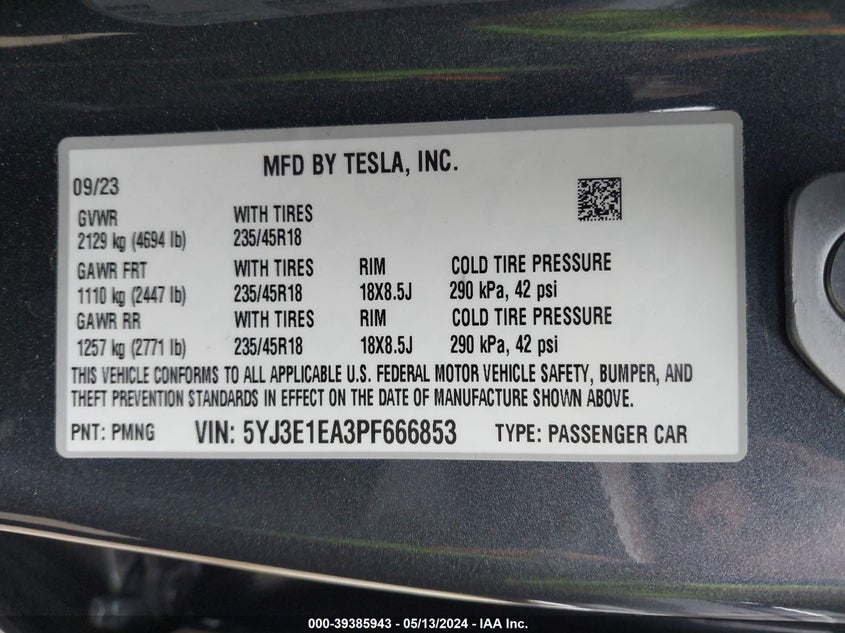 MFD BY TESLA, INC.
09/23
GVWR WITH TIRES
2129 kg (4694 lb) 235/45R18
GAWR FRT WITH TIRES RIM COLD TIRE PRESSURE
1110 kg (2447 lb) 235/45R18 18X8.5J 290 kPa, 42 psi
GAWR RR WITH TIRES RIM COLD TIRE PRESSURE
1257 kg (2771 lb) 235/45R18 18X8.5J 290 kPa, 42 psi
THIS VEHICLE CONFORMS TO ALL APPLICABLE U.S. FEDERAL MOTOR VEHICLE SAFETY, BUMPER, AND
THEFT PREVENTION STANDARDS IN EFFECT ON THE DATE OF MANUFACTURE SHOWN ABOVE.
PNT: PMNG VIN: 5YJ3E1EA3PF666853 TYPE: PASSENGER CAR
000-39385943 - 05/13/2024 - IAA Inc.